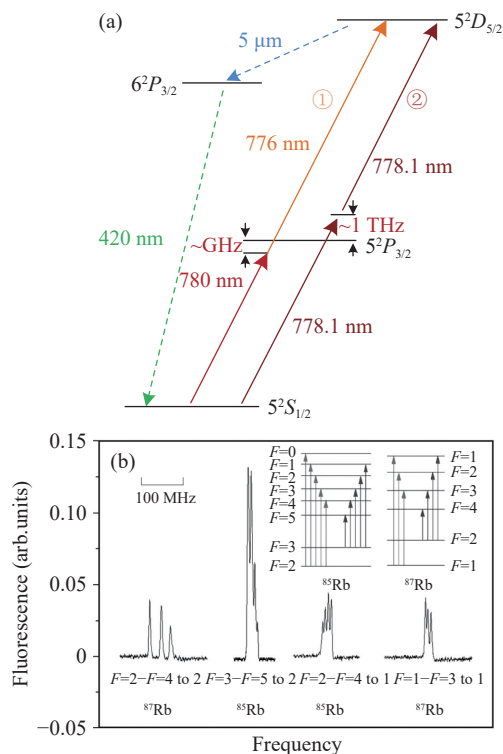 (a)
5²D₅/₂
5 μm
6²P₃/₂
①
②
776 nm
778.1 nm
~1 THz
420 nm
~GHz
5²P₃/₂
780 nm
778.1 nm
5²S₁/₂
0.15
(b)
100 MHz
F=0
F=1
F=2
F=3
F=4
F=5
F=3
F=2
⁸⁵Rb
F=1
F=2
F=3
F=4
F=2
F=1
⁸⁷Rb
0.10
0.05
0
−0.05
Fluorescence (arb.units)
F=2−F=4 to 2 F=3−F=5 to 2 F=2−F=4 to 1 F=1−F=3 to 1
⁸⁷Rb ⁸⁵Rb ⁸⁵Rb ⁸⁷Rb
Frequency